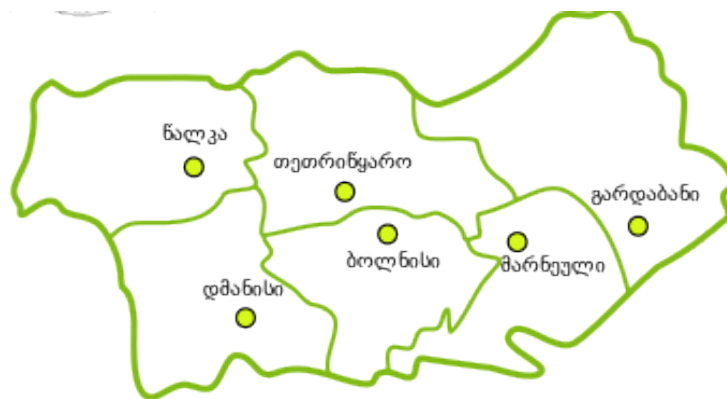 წალკა
თეთრიწყარო
გარდაბანი
ბოლნისი
მარნეული
დმანისი